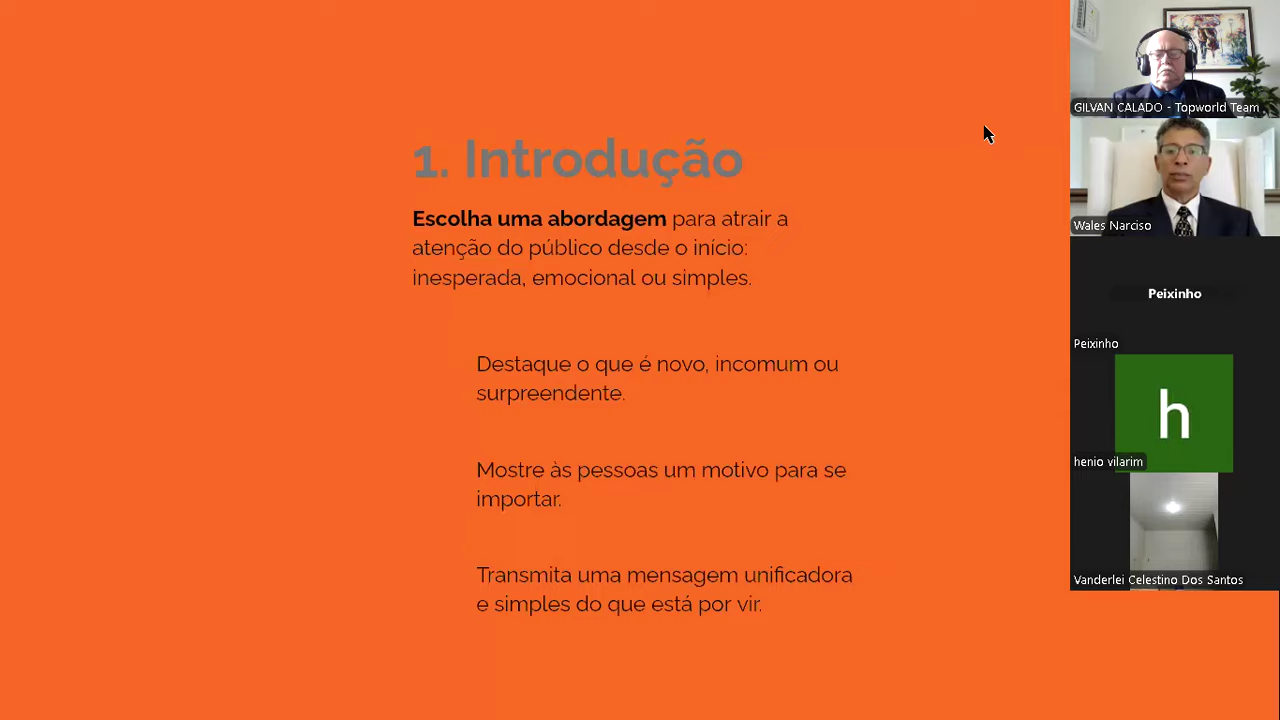 1. Introdução
Escolha uma abordagem para atrair a
atenção do público desde o início:
inesperada, emocional ou simples.
Destaque o que é novo, incomum ou
surpreendente.
Mostre às pessoas um motivo para se
importar.
Transmita uma mensagem unificadora
e simples do que está por vir.
GILVAN CALADO - Topworld Team
Wales Narciso
Peixinho
Peixinho
h
henio vilarim
Vanderlei Celestino Dos Santos